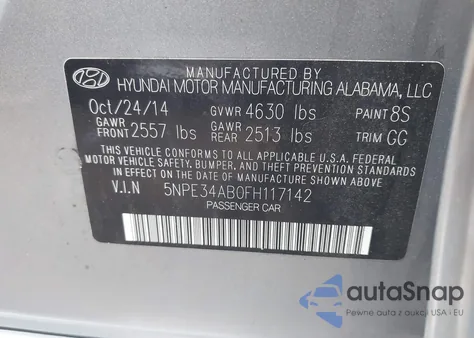 MANUFACTURED BY
HYUNDAI MOTOR MANUFACTURING ALABAMA, LLC
Oct/24/14 GVWR 4630 lbs PAINT 8S
GAWR FRONT 2557 lbs GAWR REAR 2513 lbs TRIM GG
THIS VEHICLE CONFORMS TO ALL APPLICABLE U.S.A. FEDERAL
MOTOR VEHICLE SAFETY, BUMPER, AND THEFT PREVENTION
STANDARDS IN EFFECT ON THE DATE OF MANUFACTURE SHOWN ABOVE.
V.I.N 5NPE34AB0FH117142
PASSENGER CAR
autoSnap
Pewne auta z aukcji USA i EU